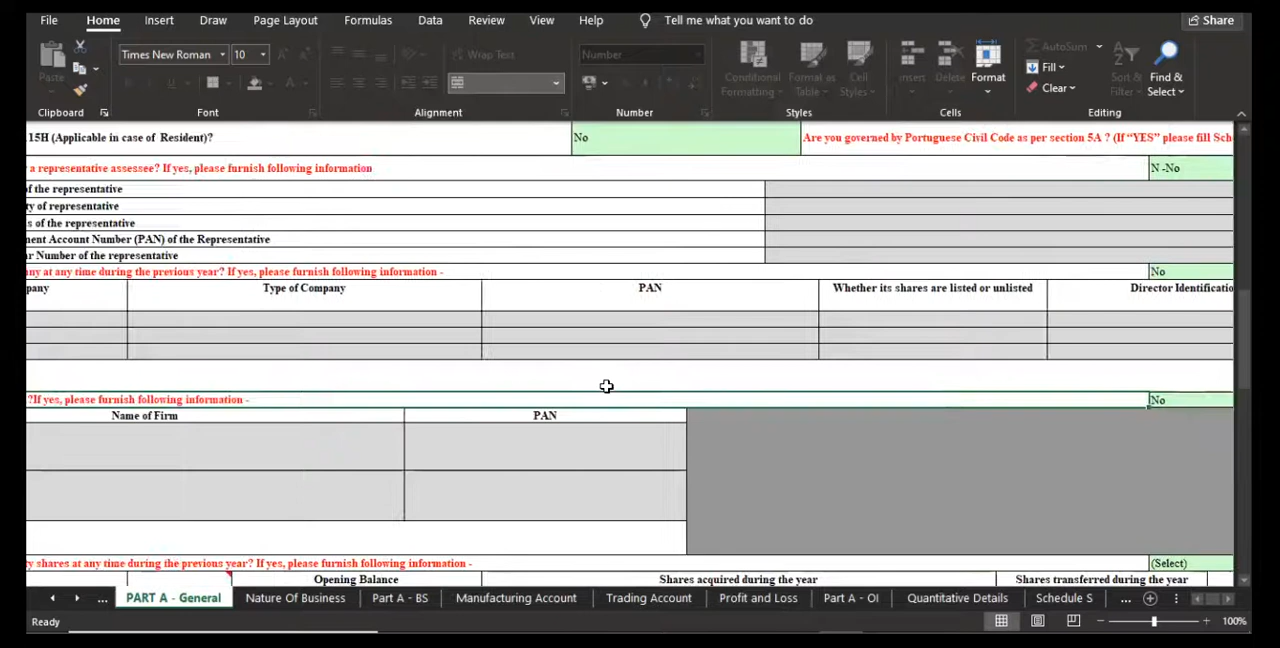 File Home Insert Draw Page Layout Formulas Data Review View Help Tell me what you want to do Share
Paste Times New Roman 10 Wrap Text Number Conditional Formatting Format as Table Cell Styles Insert Delete Format AutoSum Fill Clear Sort & Filter Find & Select
Clipboard Font Alignment Number Styles Cells Editing
15H (Applicable in case of Resident)? No Are you governed by Portuguese Civil Code as per section 5A ? (If “YES” please fill Sch
a representative assessee? If yes, please furnish following information N -No
of the representative
ty of representative
s of the representative
nent Account Number (PAN) of the Representative
ar Number of the representative
ny at any time during the previous year? If yes, please furnish following information - No
pany Type of Company PAN Whether its shares are listed or unlisted Director Identificatio
?If yes, please furnish following information - No
Name of Firm PAN
ty shares at any time during the previous year? If yes, please furnish following information - (Select)
Opening Balance Shares acquired during the year Shares transferred during the year
... PART A - General Nature Of Business Part A - BS Manufacturing Account Trading Account Profit and Loss Part A - OI Quantitative Details Schedule S ...
Ready 100%